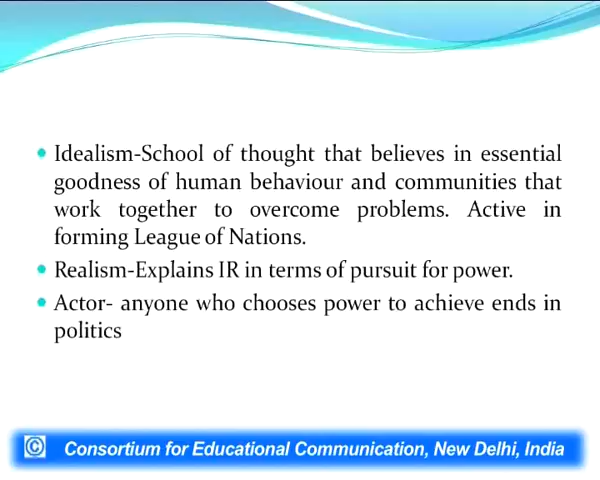 • Idealism-School of thought that believes in essential
goodness of human behaviour and communities that
work together to overcome problems. Active in
forming League of Nations.
• Realism-Explains IR in terms of pursuit for power.
• Actor- anyone who chooses power to achieve ends in
politics
© Consortium for Educational Communication, New Delhi, India